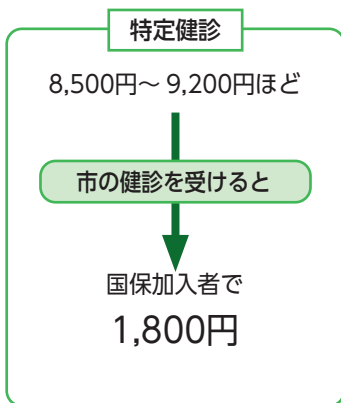 特定健診
8,500円～9,200円ほど
市の健診を受けると
国保加入者で
1,800円